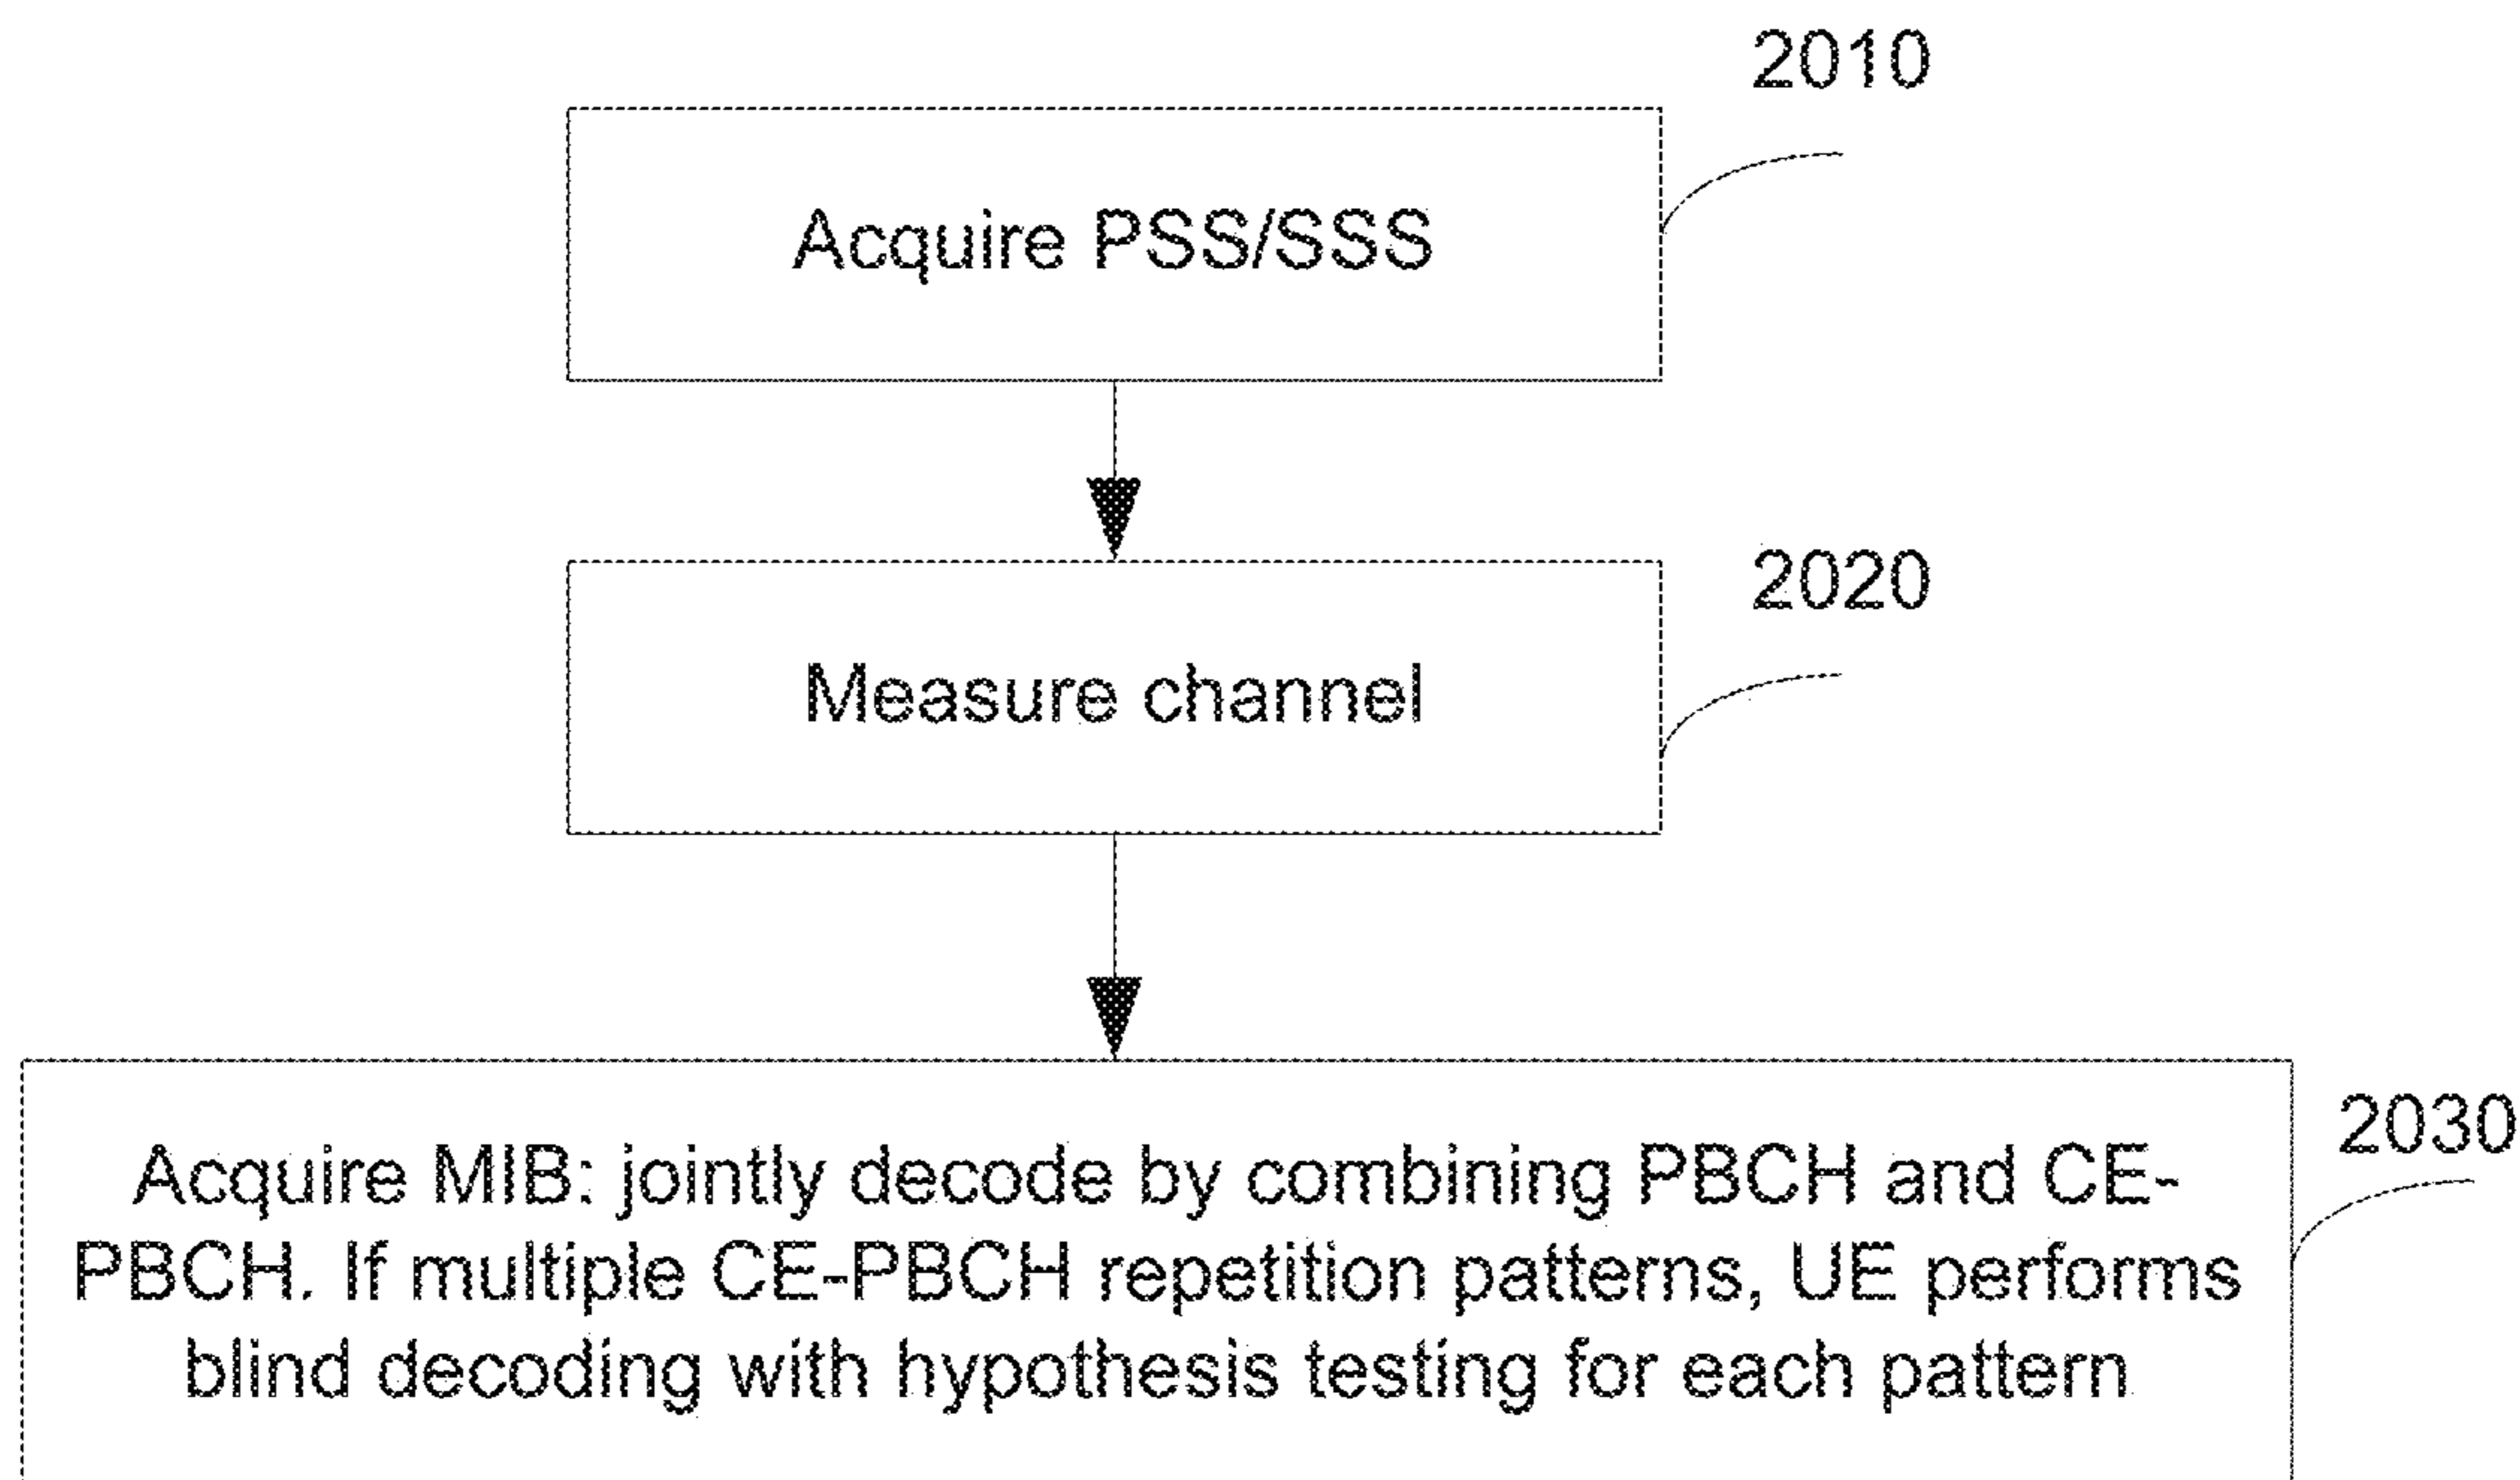 2010
Acquire PSS/SSS
2020
Measure channel
2030
Acquire MIB: jointly decode by combining PBCH and CE-
PBCH. If multiple CE-PBCH repetition patterns, UE performs
blind decoding with hypothesis testing for each pattern